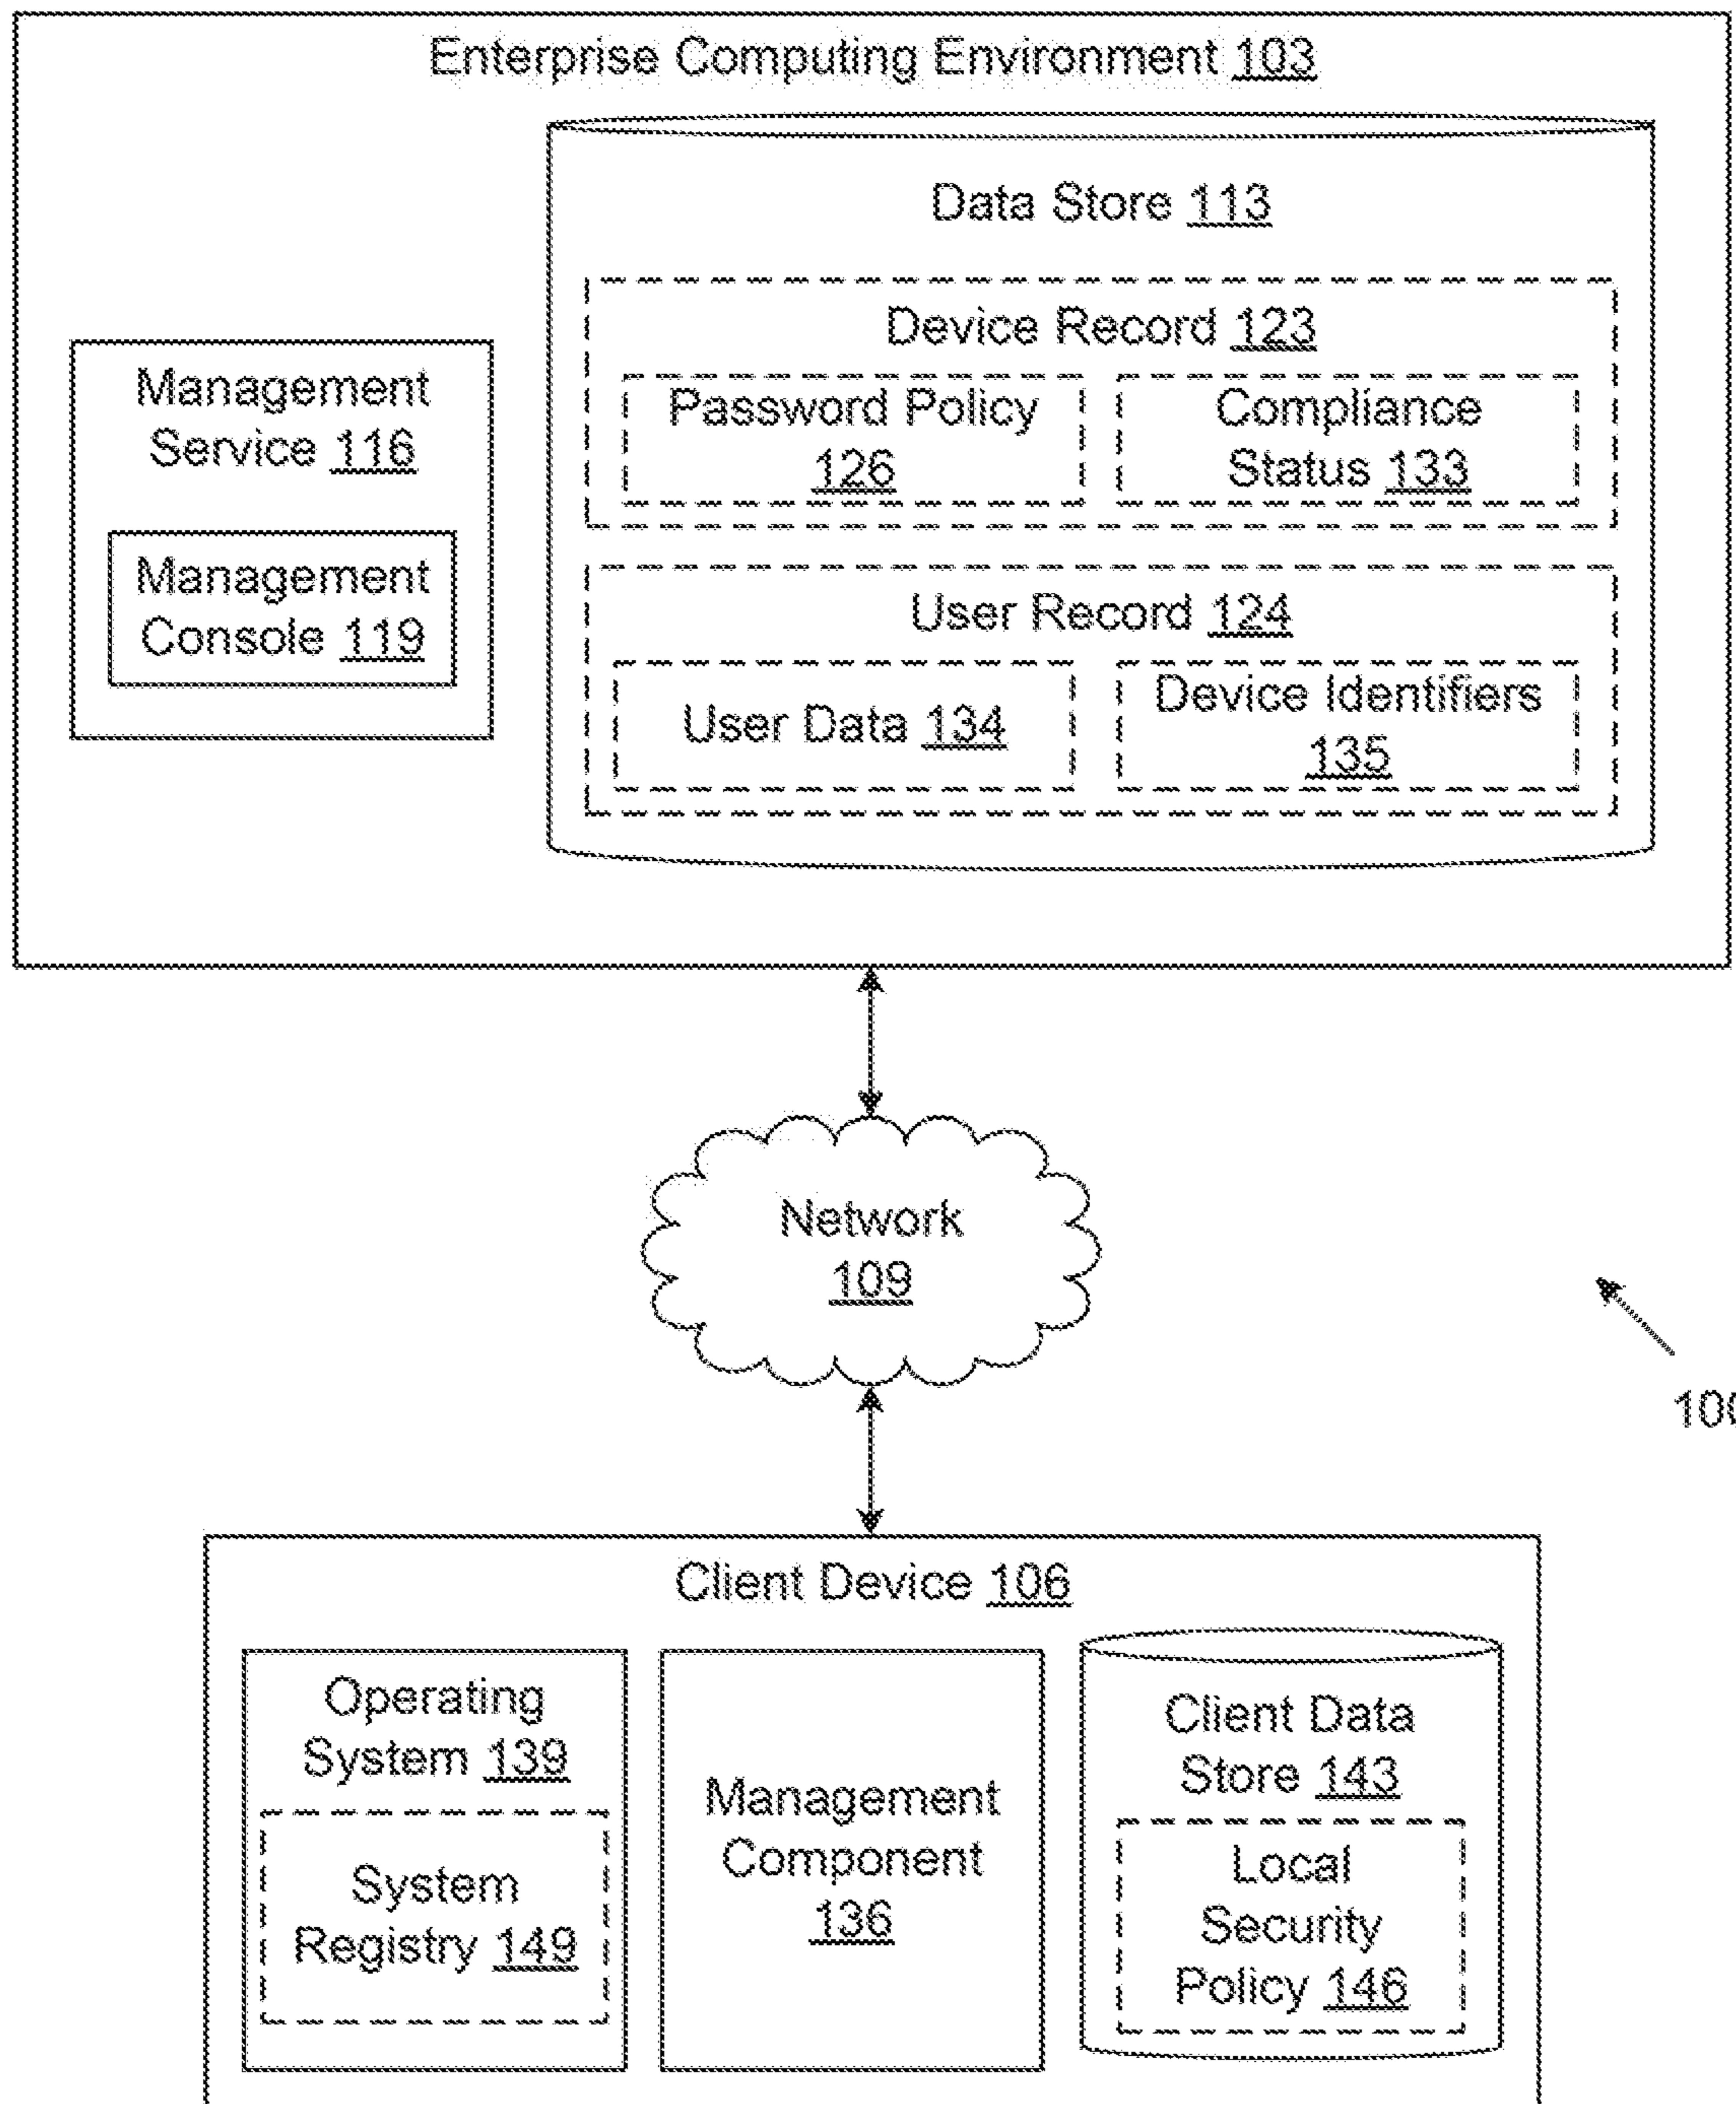 Enterprise Computing Environment 103
Data Store 113
Device Record 123
Password Policy
126
Compliance
Status 133
Management
Service 116
Management
Console 119
User Record 124
User Data 134
Device Identifiers
135
Network
109
100
Client Device 106
Operating
System 139
System
Registry 149
Management
Component
136
Client Data
Store 143
Local
Security
Policy 146